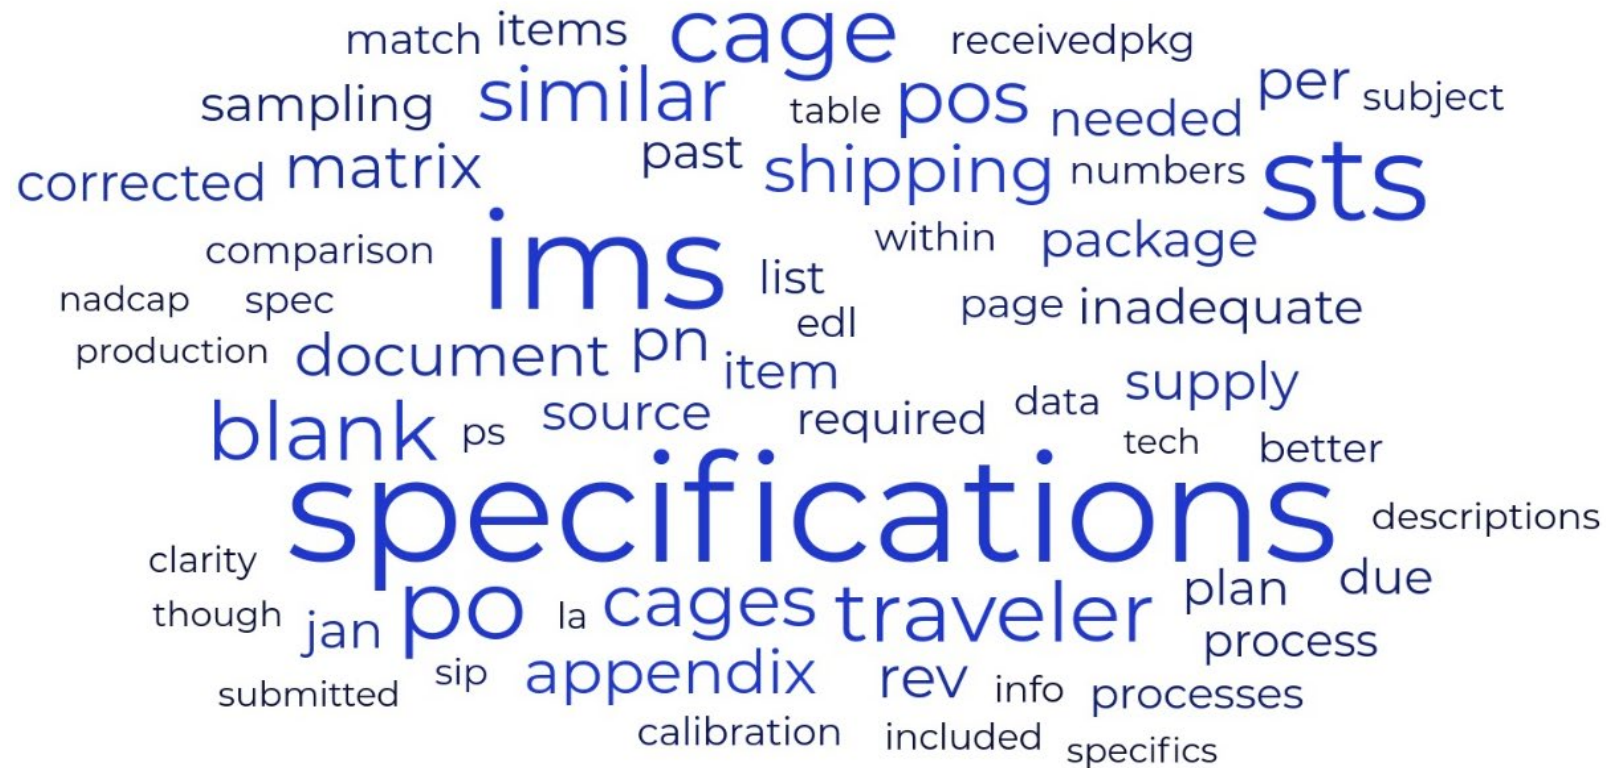 match items cage receivedpkg
sampling similar table pos needed per subject
corrected matrix past shipping numbers sts
comparison ims list within package
nadcap spec edl page inadequate
production document pn item
blank ps source required data supply
tech better
specifications descriptions
clarity
though jan po la cages traveler plan due
process
submitted sip appendix rev info processes
calibration included specifics